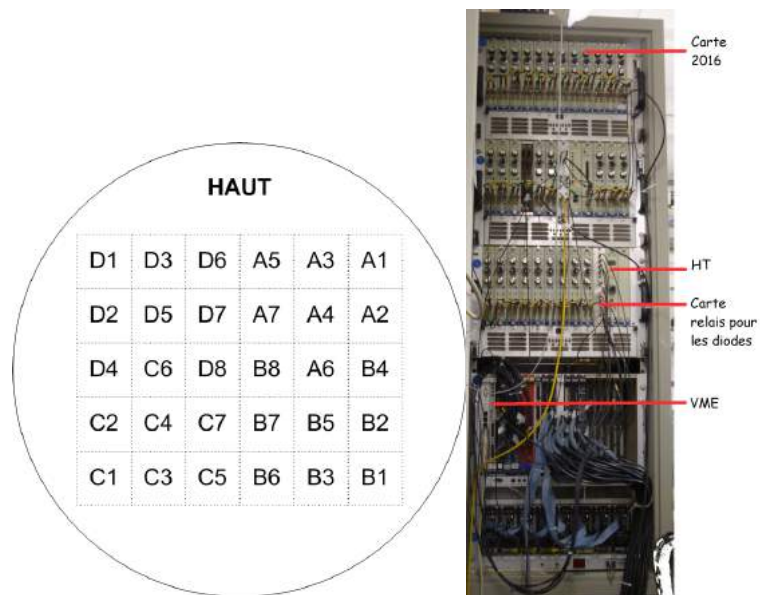 HAUT
D1 D3 D6 A5 A3 A1
D2 D5 D7 A7 A4 A2
D4 C6 D8 B8 A6 B4
C2 C4 C7 B7 B5 B2
C1 C3 C5 B6 B3 B1
Carte
2016
HT
Carte
relais pour
les diodes
VME